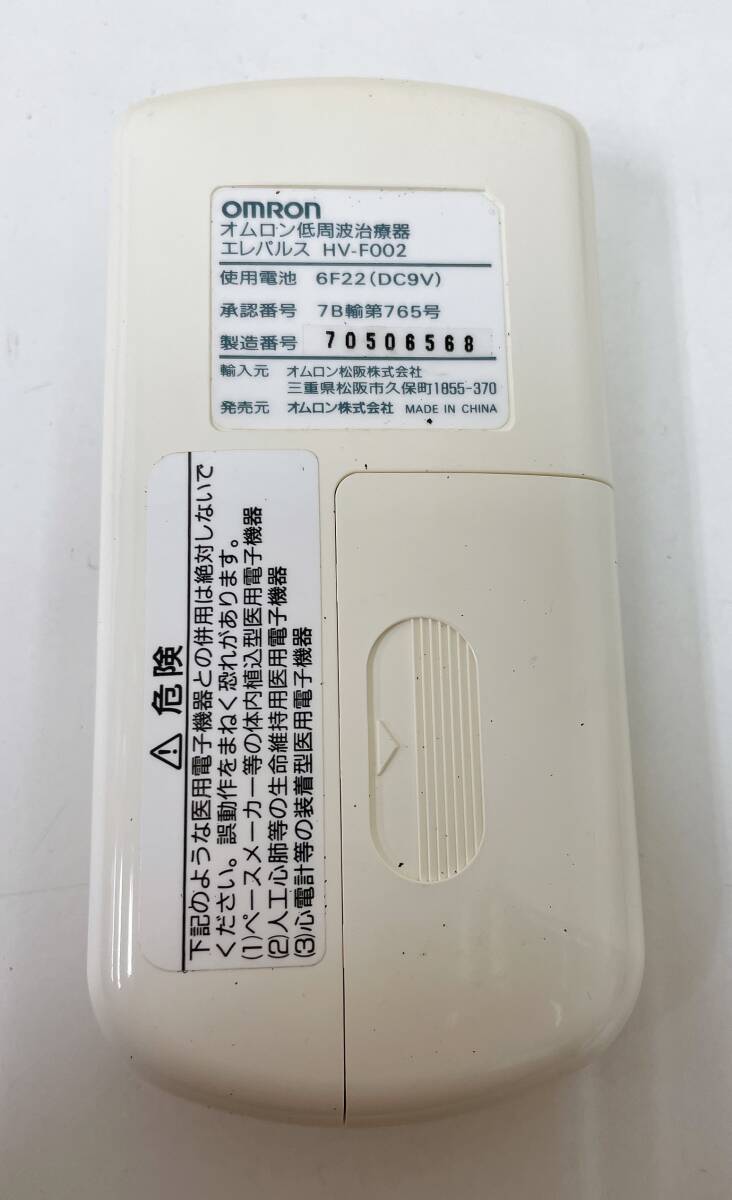 OMRON
オムロン低周波治療器
エレパルス HV-F002
使用電池 6F22(DC9V)
承認番号 7B輸第765号
製造番号 70506568
輸入元 オムロン松阪株式会社
三重県松阪市久保町1855-370
発売元 オムロン株式会社 MADE IN CHINA
⚠ 危険
下記のような医用電子機器との併用は絶対しないで
ください。誤動作をまねく恐れがあります。
(1)ペースメーカー等の体内植込型医用電子機器
(2)人工心肺等の生命維持用医用電子機器
(3)心電計等の装着型医用電子機器